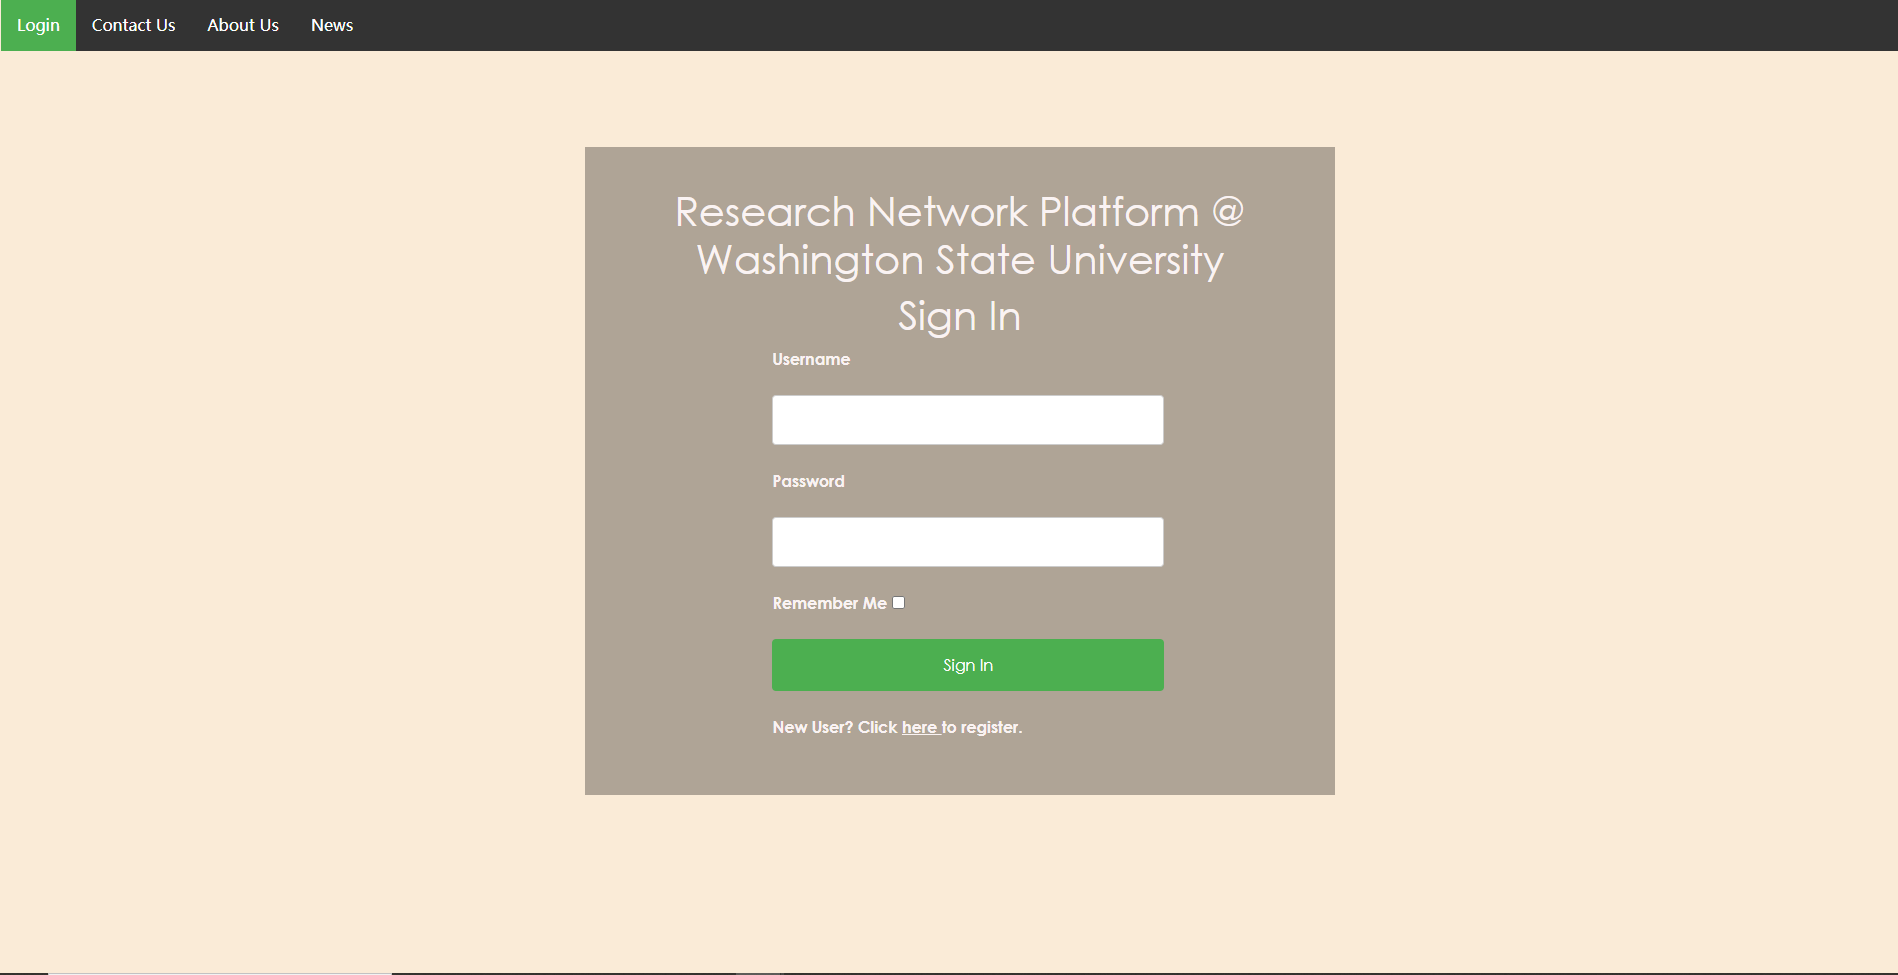 Login Contact Us About Us News
Research Network Platform @
Washington State University
Sign In
Username
Password
Remember Me
Sign In
New User? Click here to register.